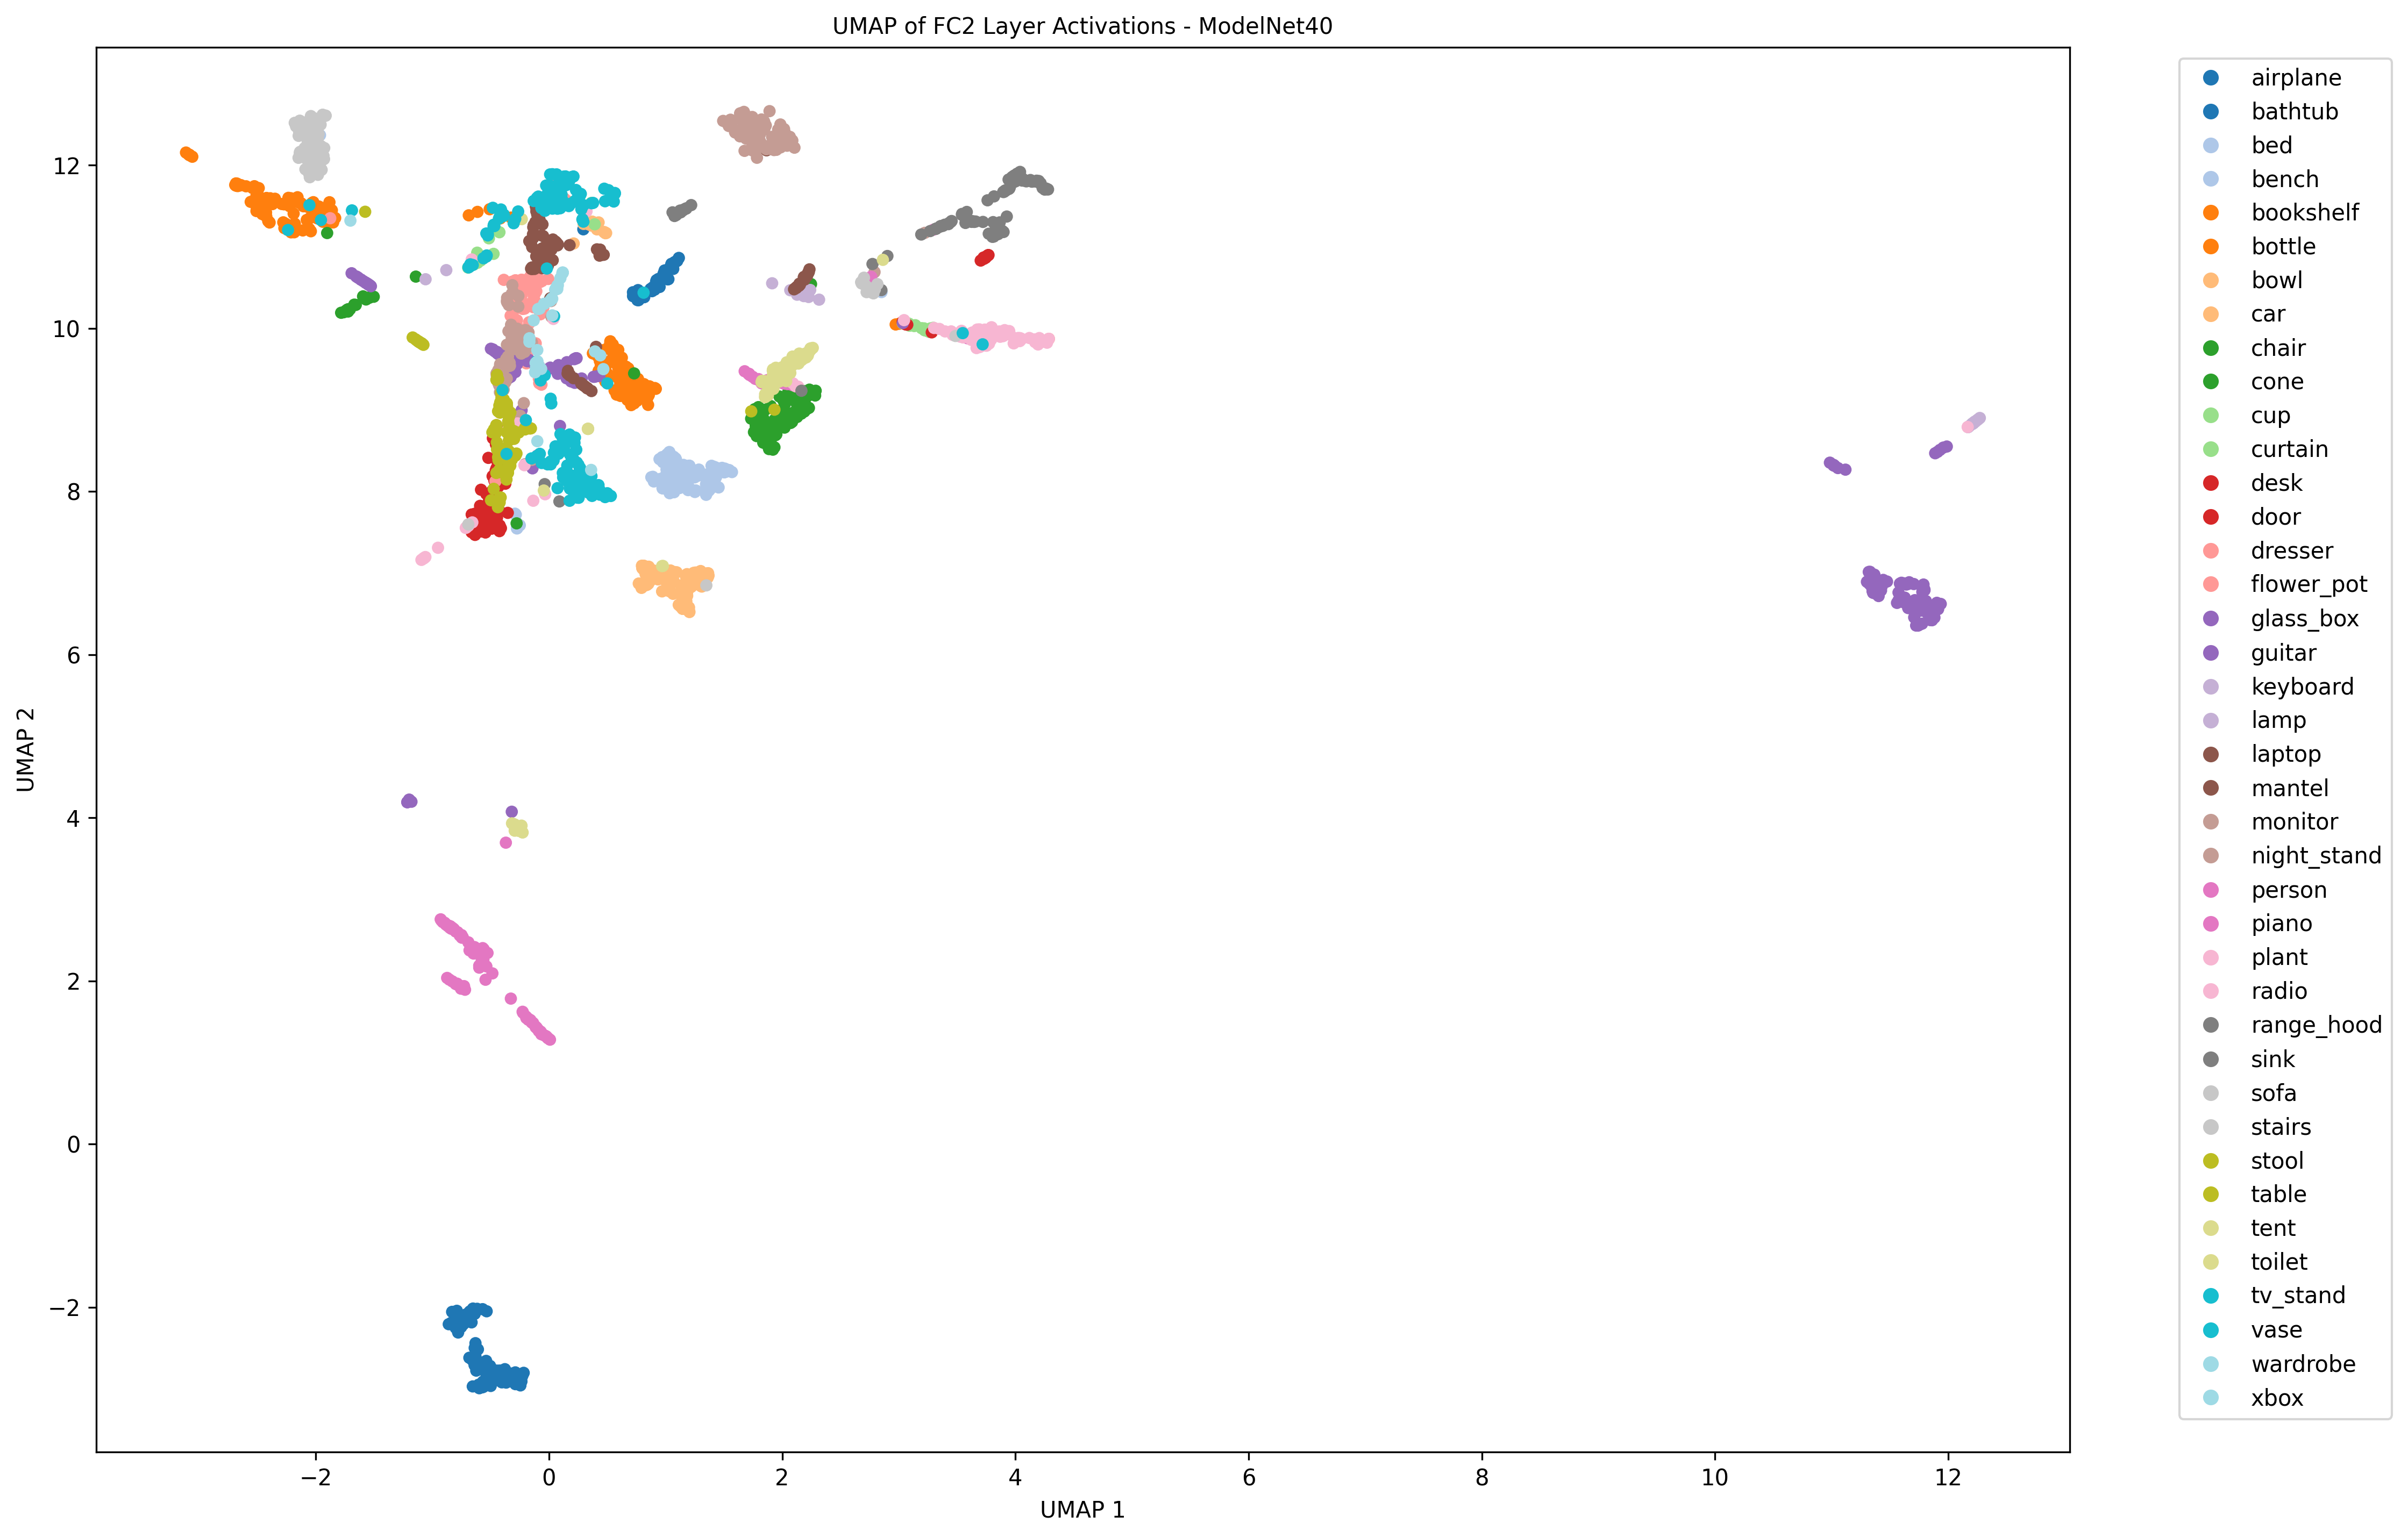 UMAP of FC2 Layer Activations - ModelNet40
12
10
8
6
4
2
0
−2
UMAP 2
−2
0
2
4
6
8
10
12
UMAP 1
airplane
bathtub
bed
bench
bookshelf
bottle
bowl
car
chair
cone
cup
curtain
desk
door
dresser
flower_pot
glass_box
guitar
keyboard
lamp
laptop
mantel
monitor
night_stand
person
piano
plant
radio
range_hood
sink
sofa
stairs
stool
table
tent
toilet
tv_stand
vase
wardrobe
xbox